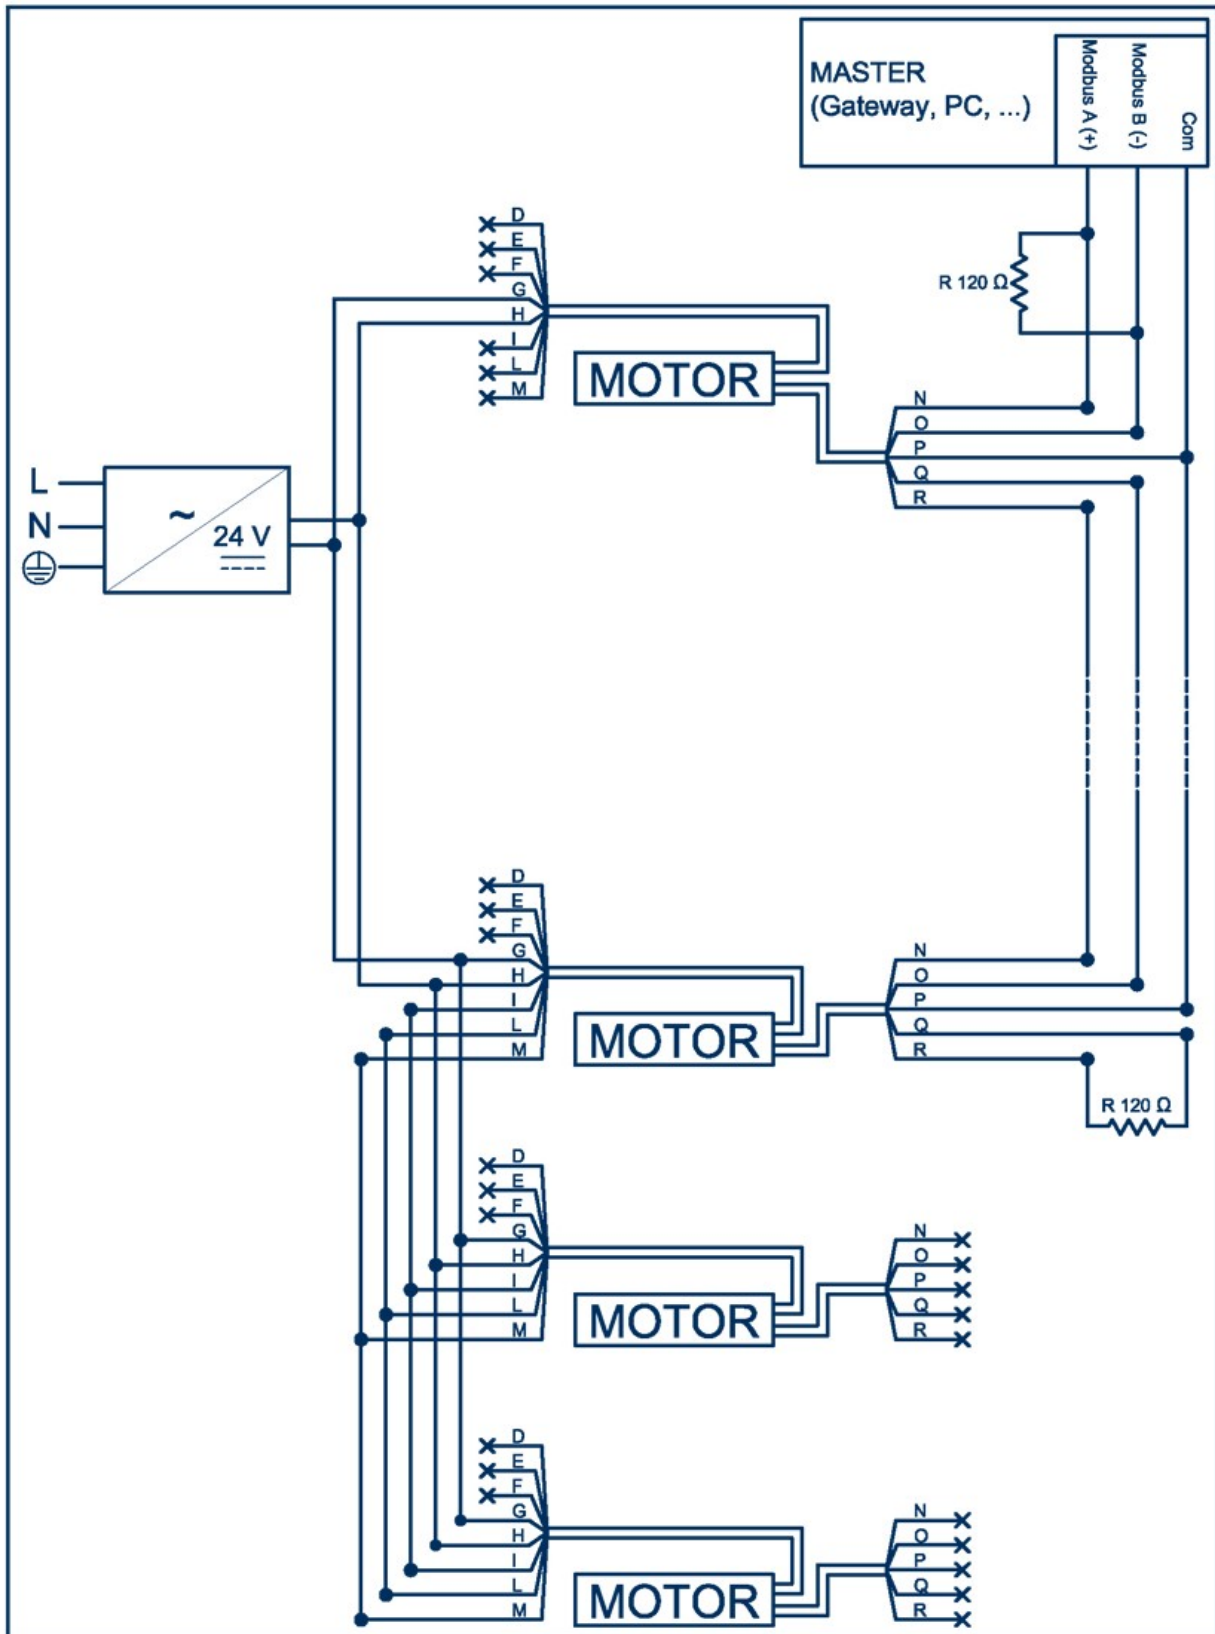 MASTER
(Gateway, PC, ...)
Modbus A (+)
Modbus B (-)
Com
R 120 Ω
D
E
F
G
H
I
L
M
MOTOR
N
O
P
Q
R
L
N
~
24 V
D
E
F
G
H
I
L
M
MOTOR
N
O
P
Q
R
R 120 Ω
D
E
F
G
H
I
L
M
MOTOR
N
O
P
Q
R
D
E
F
G
H
I
L
M
MOTOR
N
O
P
Q
R